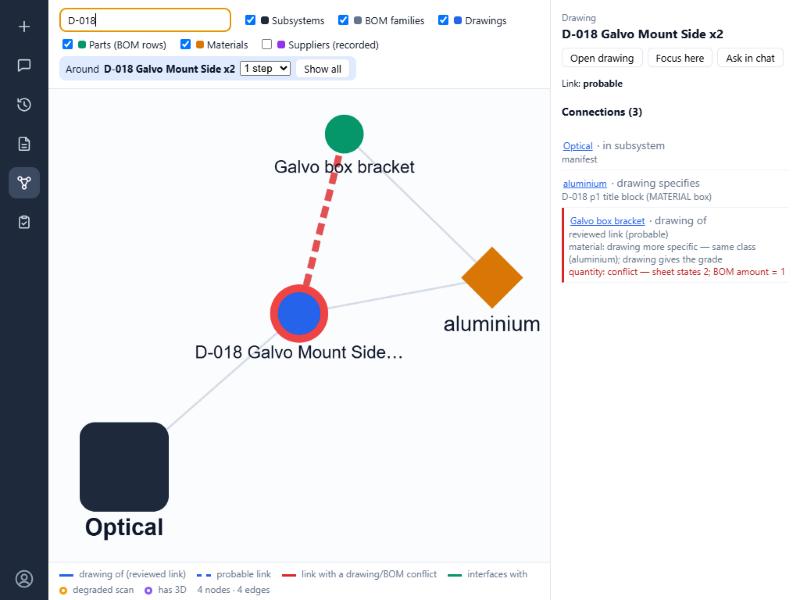 D-018
Subsystems
BOM families
Drawings
Parts (BOM rows)
Materials
Suppliers (recorded)
Around D-018 Galvo Mount Side x2 1 step Show all
Galvo box bracket
aluminium
D-018 Galvo Mount Side…
Optical
drawing of (reviewed link)
probable link
link with a drawing/BOM conflict
interfaces with
degraded scan
has 3D
4 nodes · 4 edges
Drawing
D-018 Galvo Mount Side x2
Open drawing
Focus here
Ask in chat
Link: probable
Connections (3)
Optical · in subsystem
manifest
aluminium · drawing specifies
D-018 p1 title block (MATERIAL box)
Galvo box bracket · drawing of
reviewed link (probable)
material: drawing more specific — same class
(aluminium); drawing gives the grade
quantity: conflict — sheet states 2; BOM amount = 1